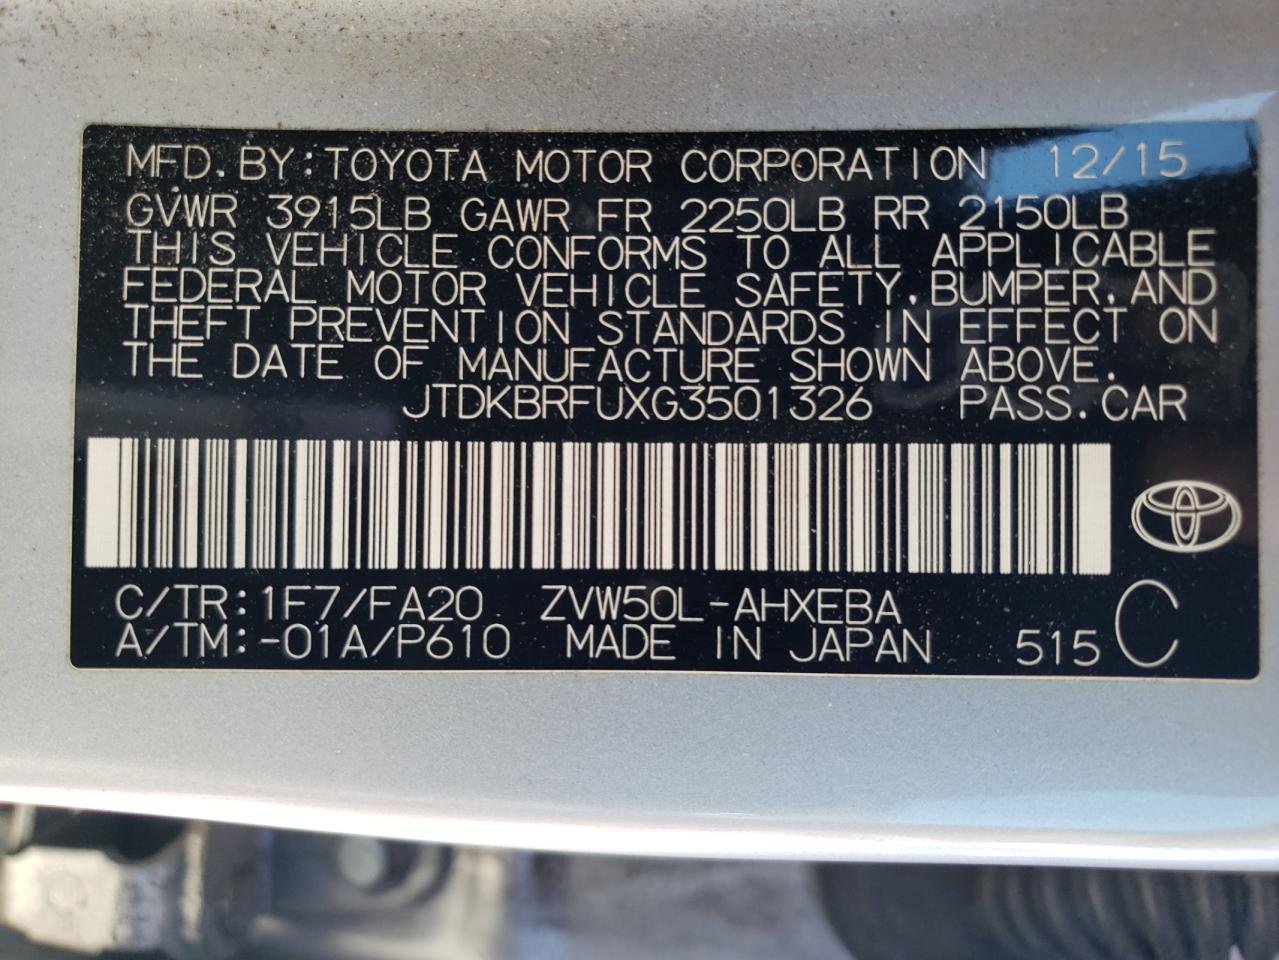 MFD. BY: TOYOTA MOTOR CORPORATION 12/15
GVWR 3915LB GAWR FR 2250LB RR 2150LB
THIS VEHICLE CONFORMS TO ALL APPLICABLE
FEDERAL MOTOR VEHICLE SAFETY, BUMPER, AND
THEFT PREVENTION STANDARDS IN EFFECT ON
THE DATE OF MANUFACTURE SHOWN ABOVE.
JTDKBRFUXG3501326 PASS. CAR
C/TR: 1F7/FA20 ZVW50L-AHXEBA
A/TM: -01A/P610 MADE IN JAPAN 515 C